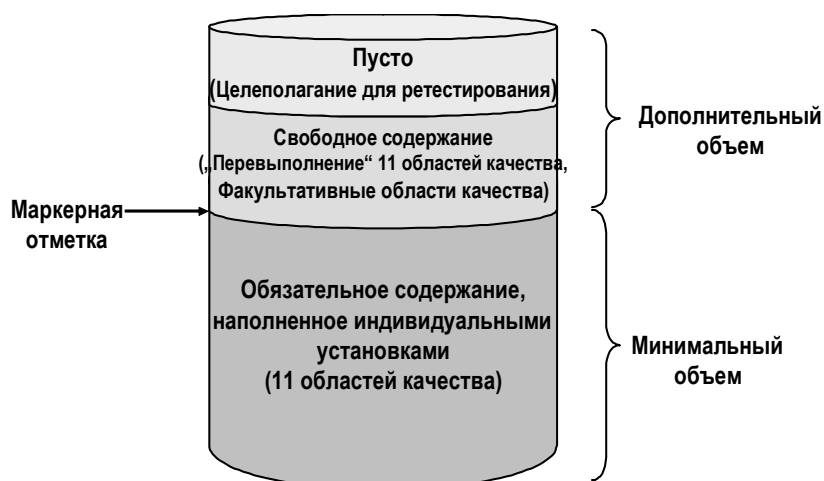 Пусто
(Целеполагание для ретестирования)
Свободное содержание
(„Перевыполнение“ 11 областей качества,
Факультативные области качества)
Дополнительный
объем
Маркерная
отметка
Обязательное содержание,
наполненное индивидуальными
установками
(11 областей качества)
Минимальный
объем